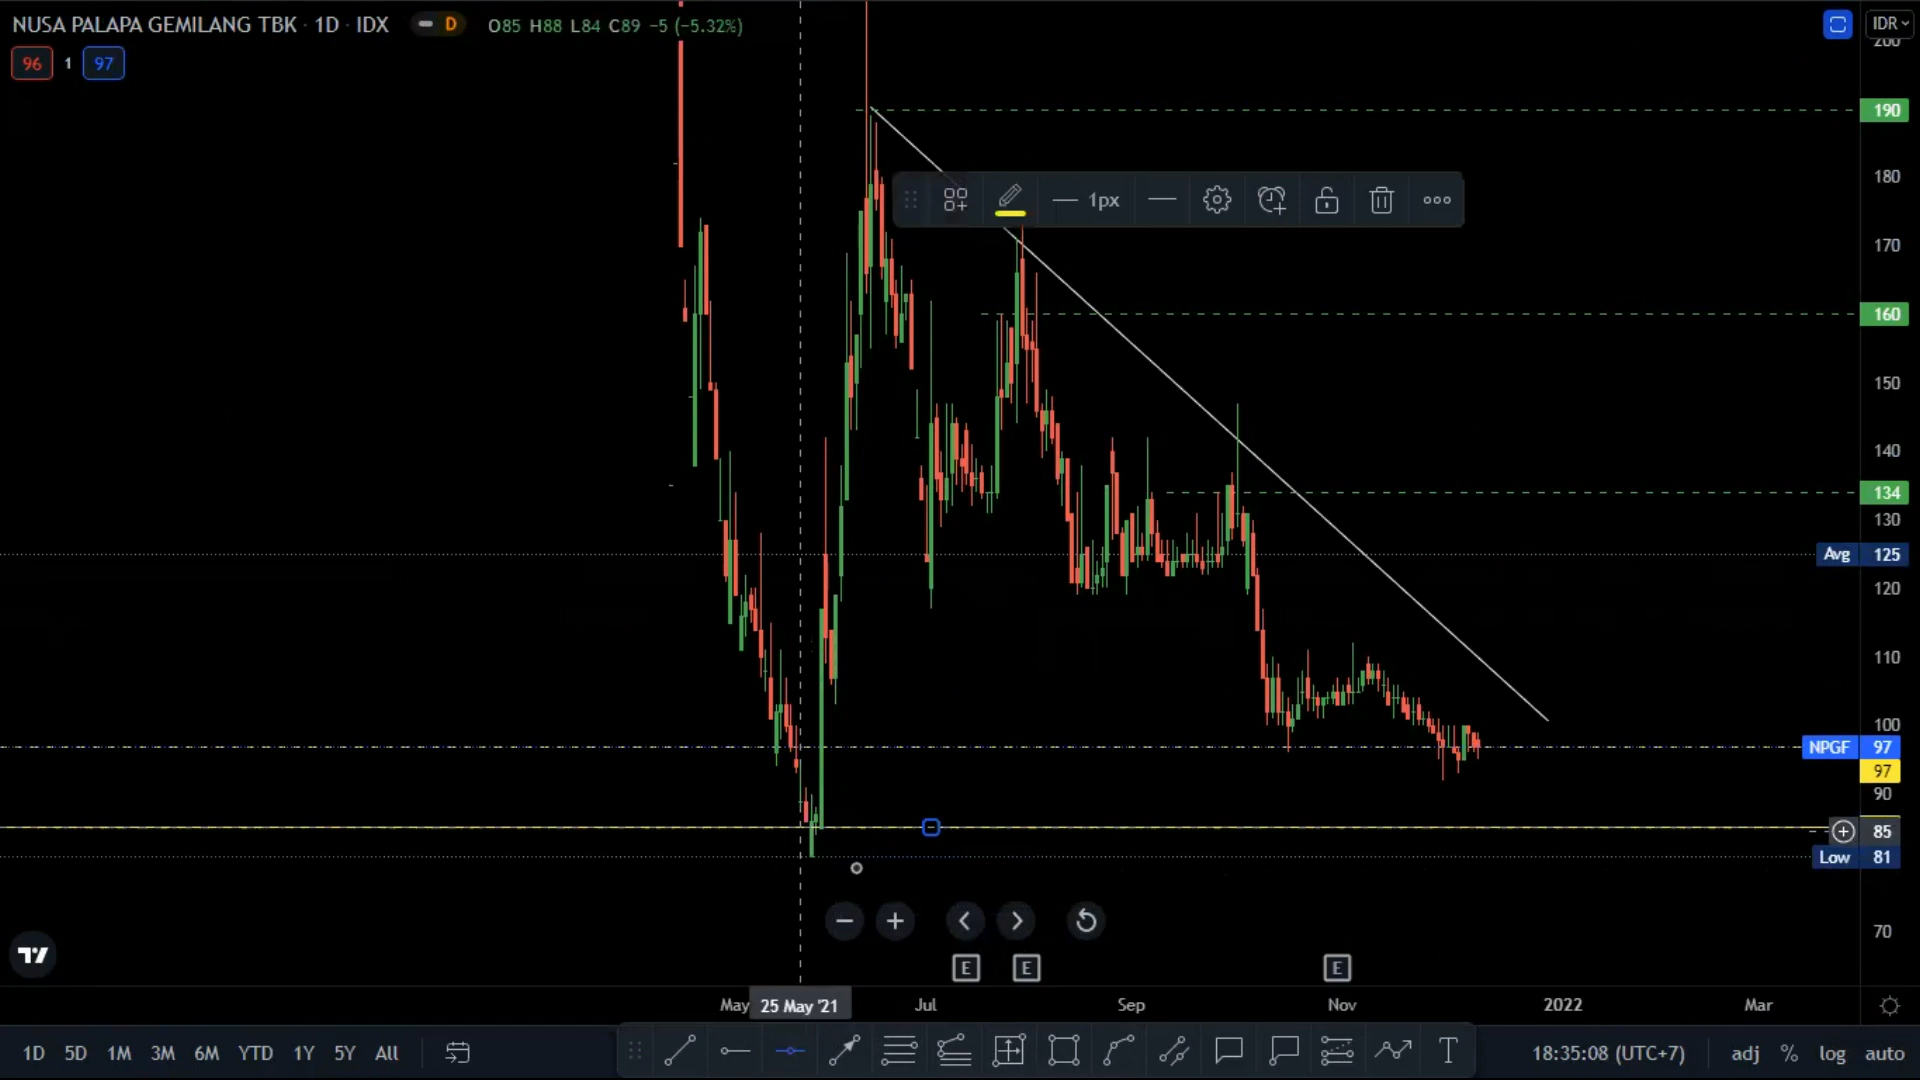 NUSA PALAPA GEMILANG TBK · 1D · IDX D O85 H88 L84 C89 −5 (−5.32%) IDR
96 1 97
200
190
180
1px
170
160
150
140
134
130
Avg 125
120
110
100
NPGF 97
97
90
85
Low 81
70
E E E
May 25 May '21 Jul Sep Nov 2022 Mar
1D 5D 1M 3M 6M YTD 1Y 5Y All T 18:35:08 (UTC+7) adj % log auto